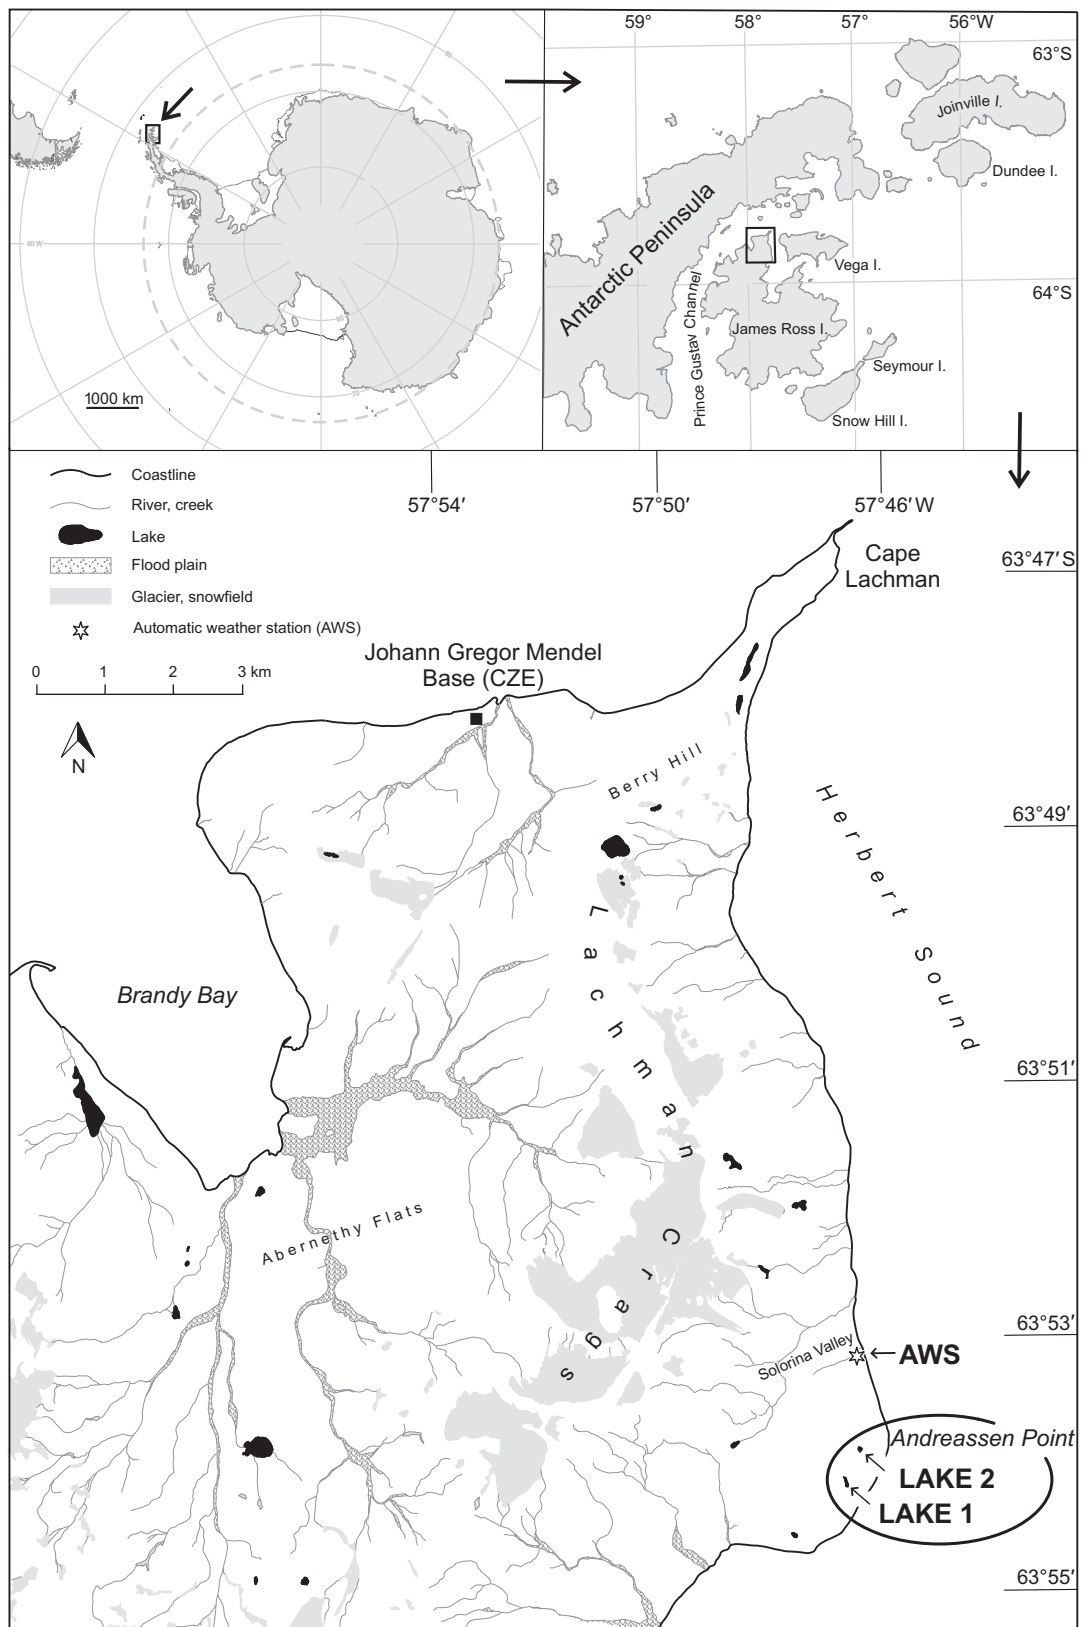 59°
58°
57°
56°W
63°S
Joinville I.
Dundee I.
Antarctic Peninsula
Vega I.
64°S
Prince Gustav Channel
James Ross I.
Seymour I.
Snow Hill I.
1000 km
Coastline
River, creek
Lake
Flood plain
Glacier, snowfield
Automatic weather station (AWS)
0 1 2 3 km
N
57°54′
57°50′
57°46′W
Cape
Lachman
63°47′S
Johann Gregor Mendel
Base (CZE)
Berry Hill
63°49′
Herbert Sound
Lachman Crags
Brandy Bay
63°51′
Abernethy Flats
63°53′
Solorina Valley
AWS
Andreassen Point
LAKE 2
LAKE 1
63°55′